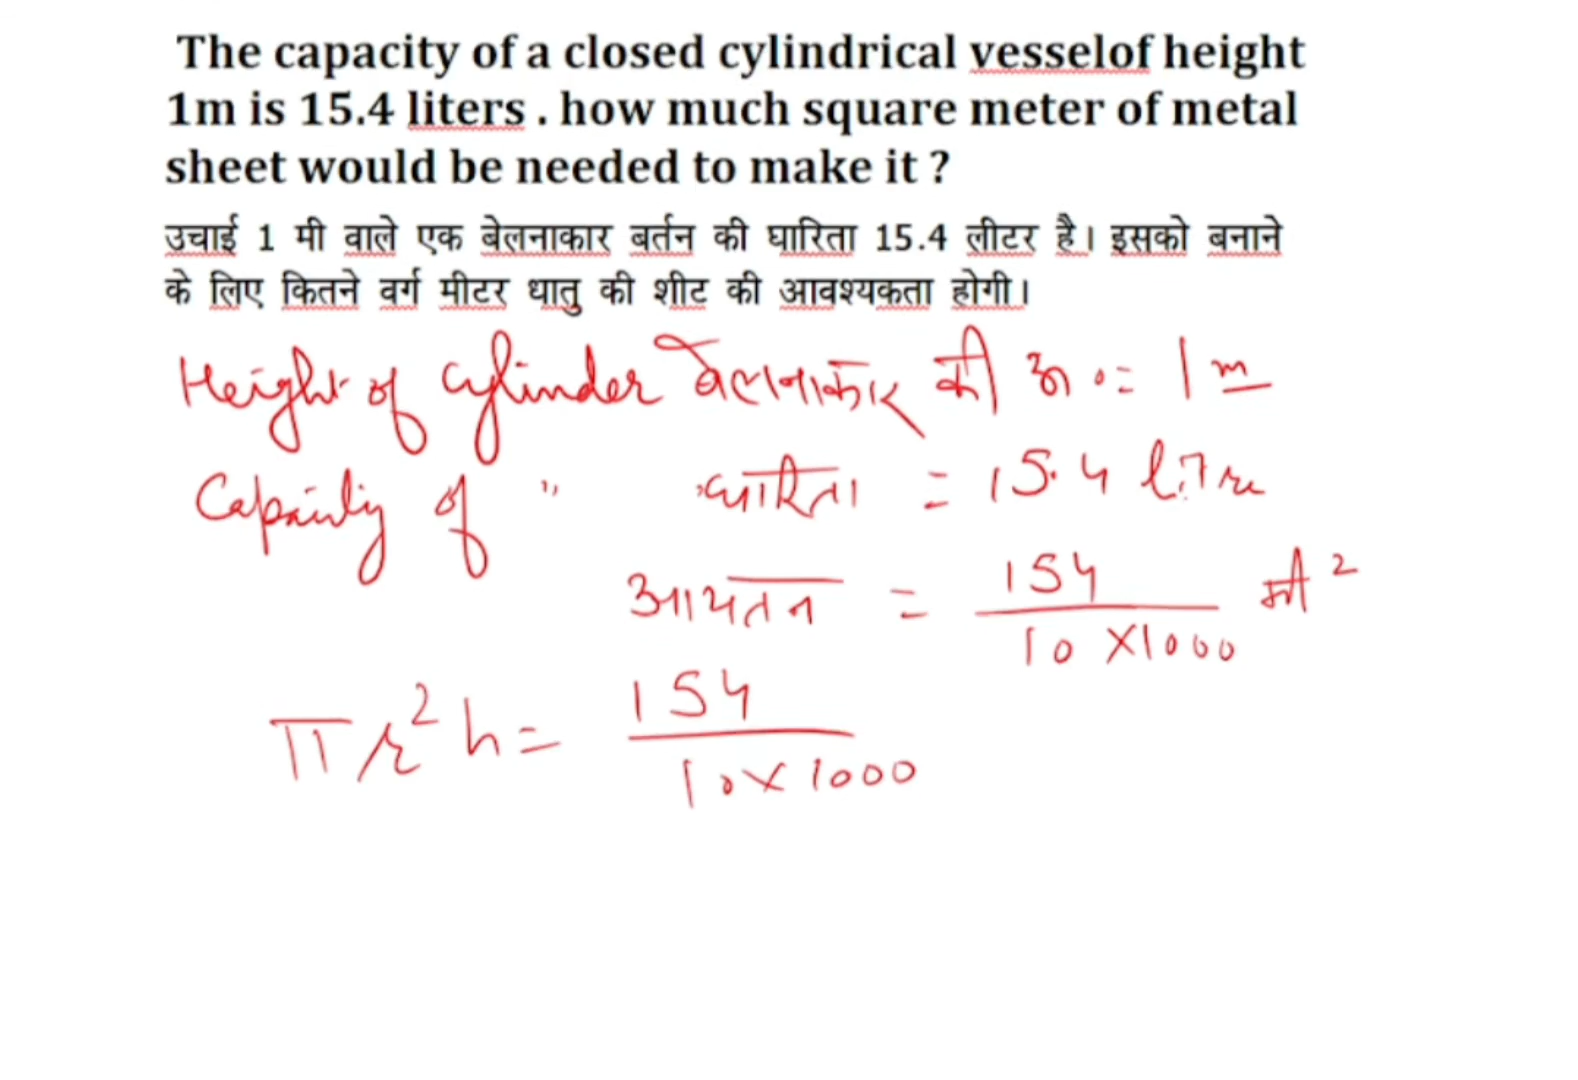 The capacity of a closed cylindrical vesselof height
1m is 15.4 liters . how much square meter of metal
sheet would be needed to make it ?
उचाई 1 मी वाले एक बेलनाकार बर्तन की घारिता 15.4 लीटर है। इसको बनाने
के लिए कितने वर्ग मीटर धातु की शीट की आवश्यकता होगी।
Height of cylinder बेलनाकार की ऊ० = 1 m
Capacity of " धारिता = 15.4 litre
आयतन = 154 / 10 X1000 मी²
πr²h = 154 / 10X1000